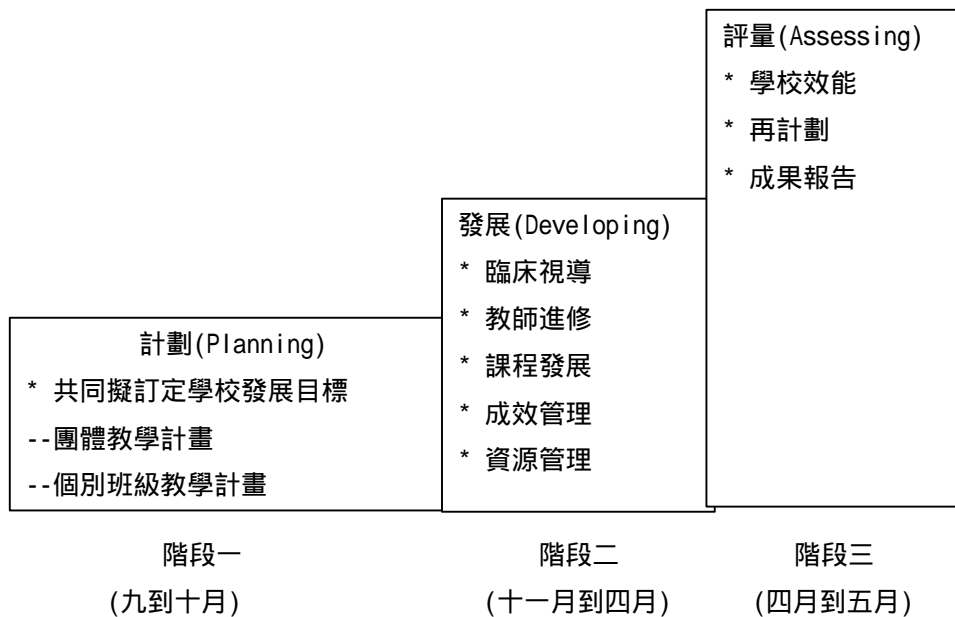 評量(Assessing)
* 學校效能
* 再計劃
* 成果報告
發展(Developing)
* 臨床視導
* 教師進修
* 課程發展
* 成效管理
* 資源管理
計劃(Planning)
* 共同擬訂定學校發展目標
--團體教學計畫
--個別班級教學計畫
階段一
(九到十月)
階段二
(十一月到四月)
階段三
(四月到五月)